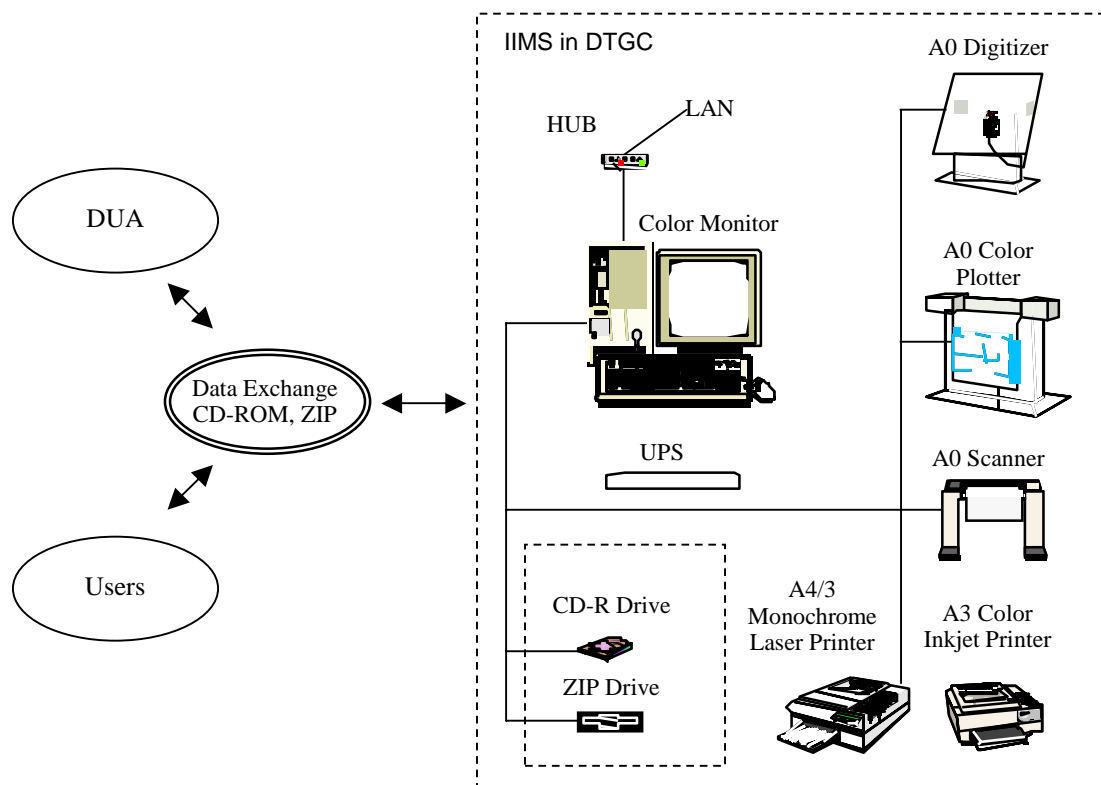 IIMS in DTGC
A0 Digitizer
LAN
HUB
DUA
Color Monitor
A0 Color
Plotter
Data Exchange
CD-ROM, ZIP
UPS
A0 Scanner
Users
CD-R Drive
A4/3
Monochrome
Laser Printer
A3 Color
Inkjet Printer
ZIP Drive